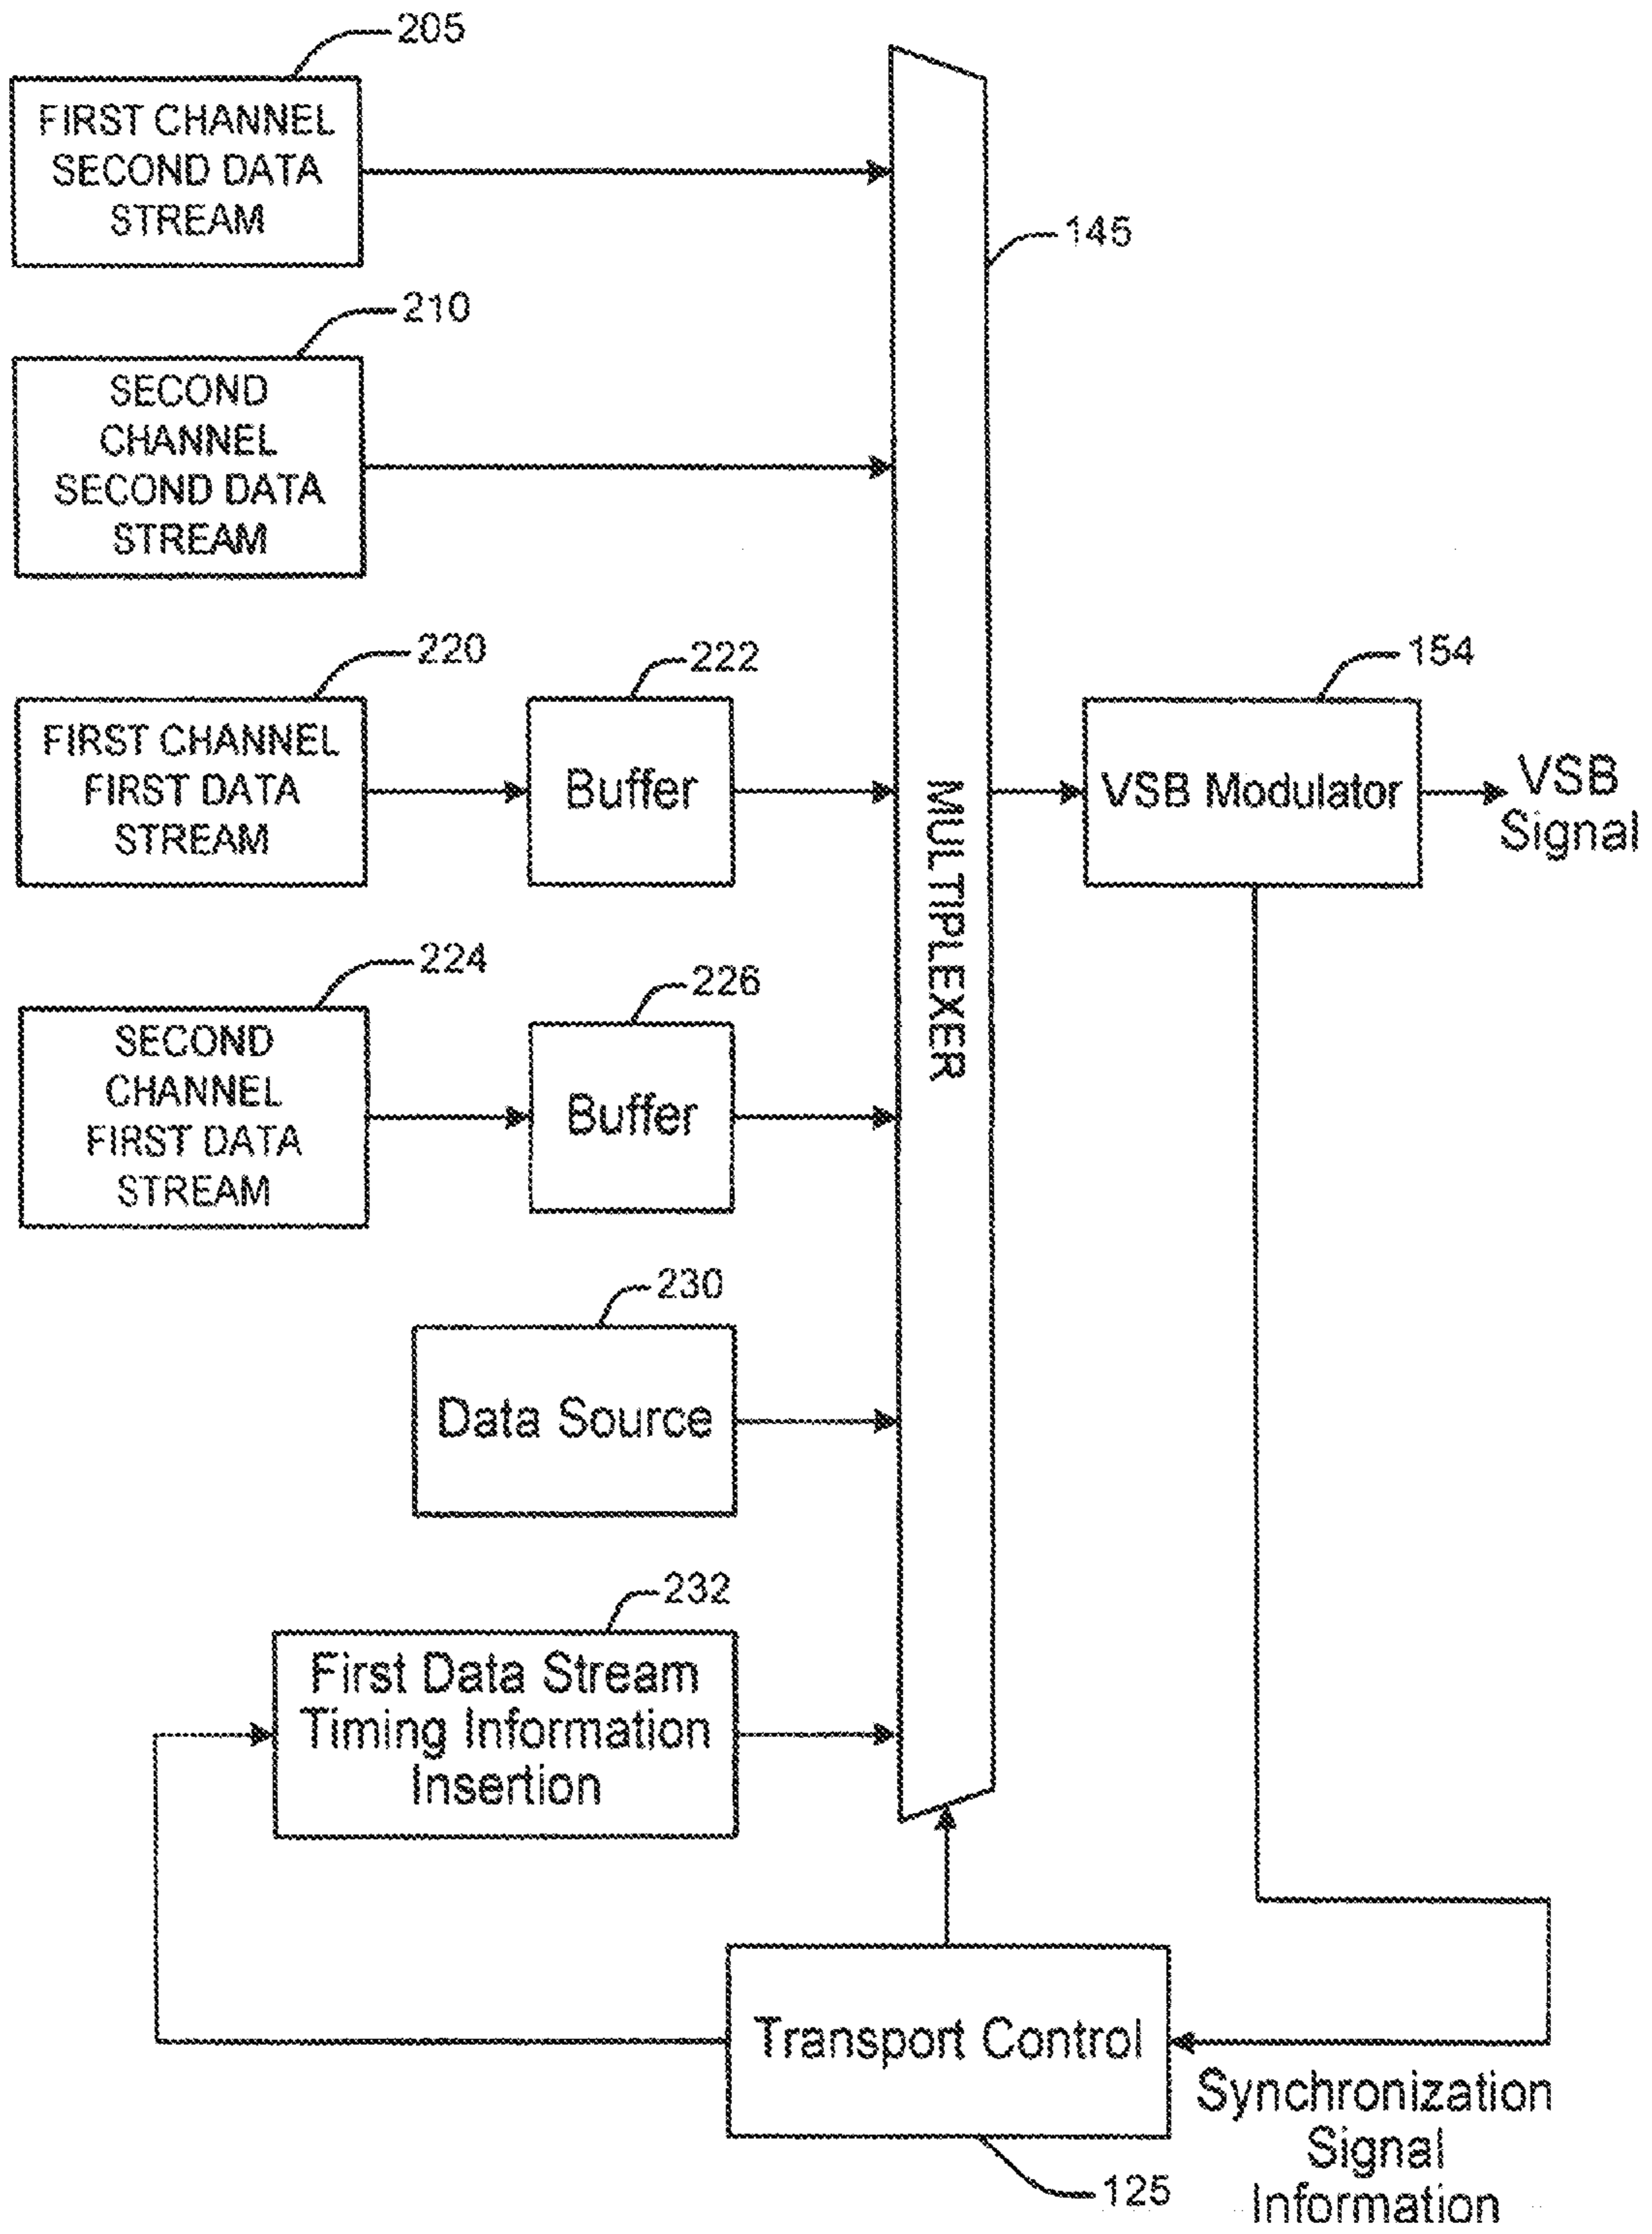 205
FIRST CHANNEL
SECOND DATA
STREAM
145
210
SECOND
CHANNEL
SECOND DATA
STREAM
220
FIRST CHANNEL
FIRST DATA
STREAM
222
Buffer
MULTIPLEXER
154
VSB Modulator
VSB
Signal
224
SECOND
CHANNEL
FIRST DATA
STREAM
226
Buffer
230
Data Source
232
First Data Stream
Timing Information
Insertion
Transport Control
125
Synchronization
Signal
Information